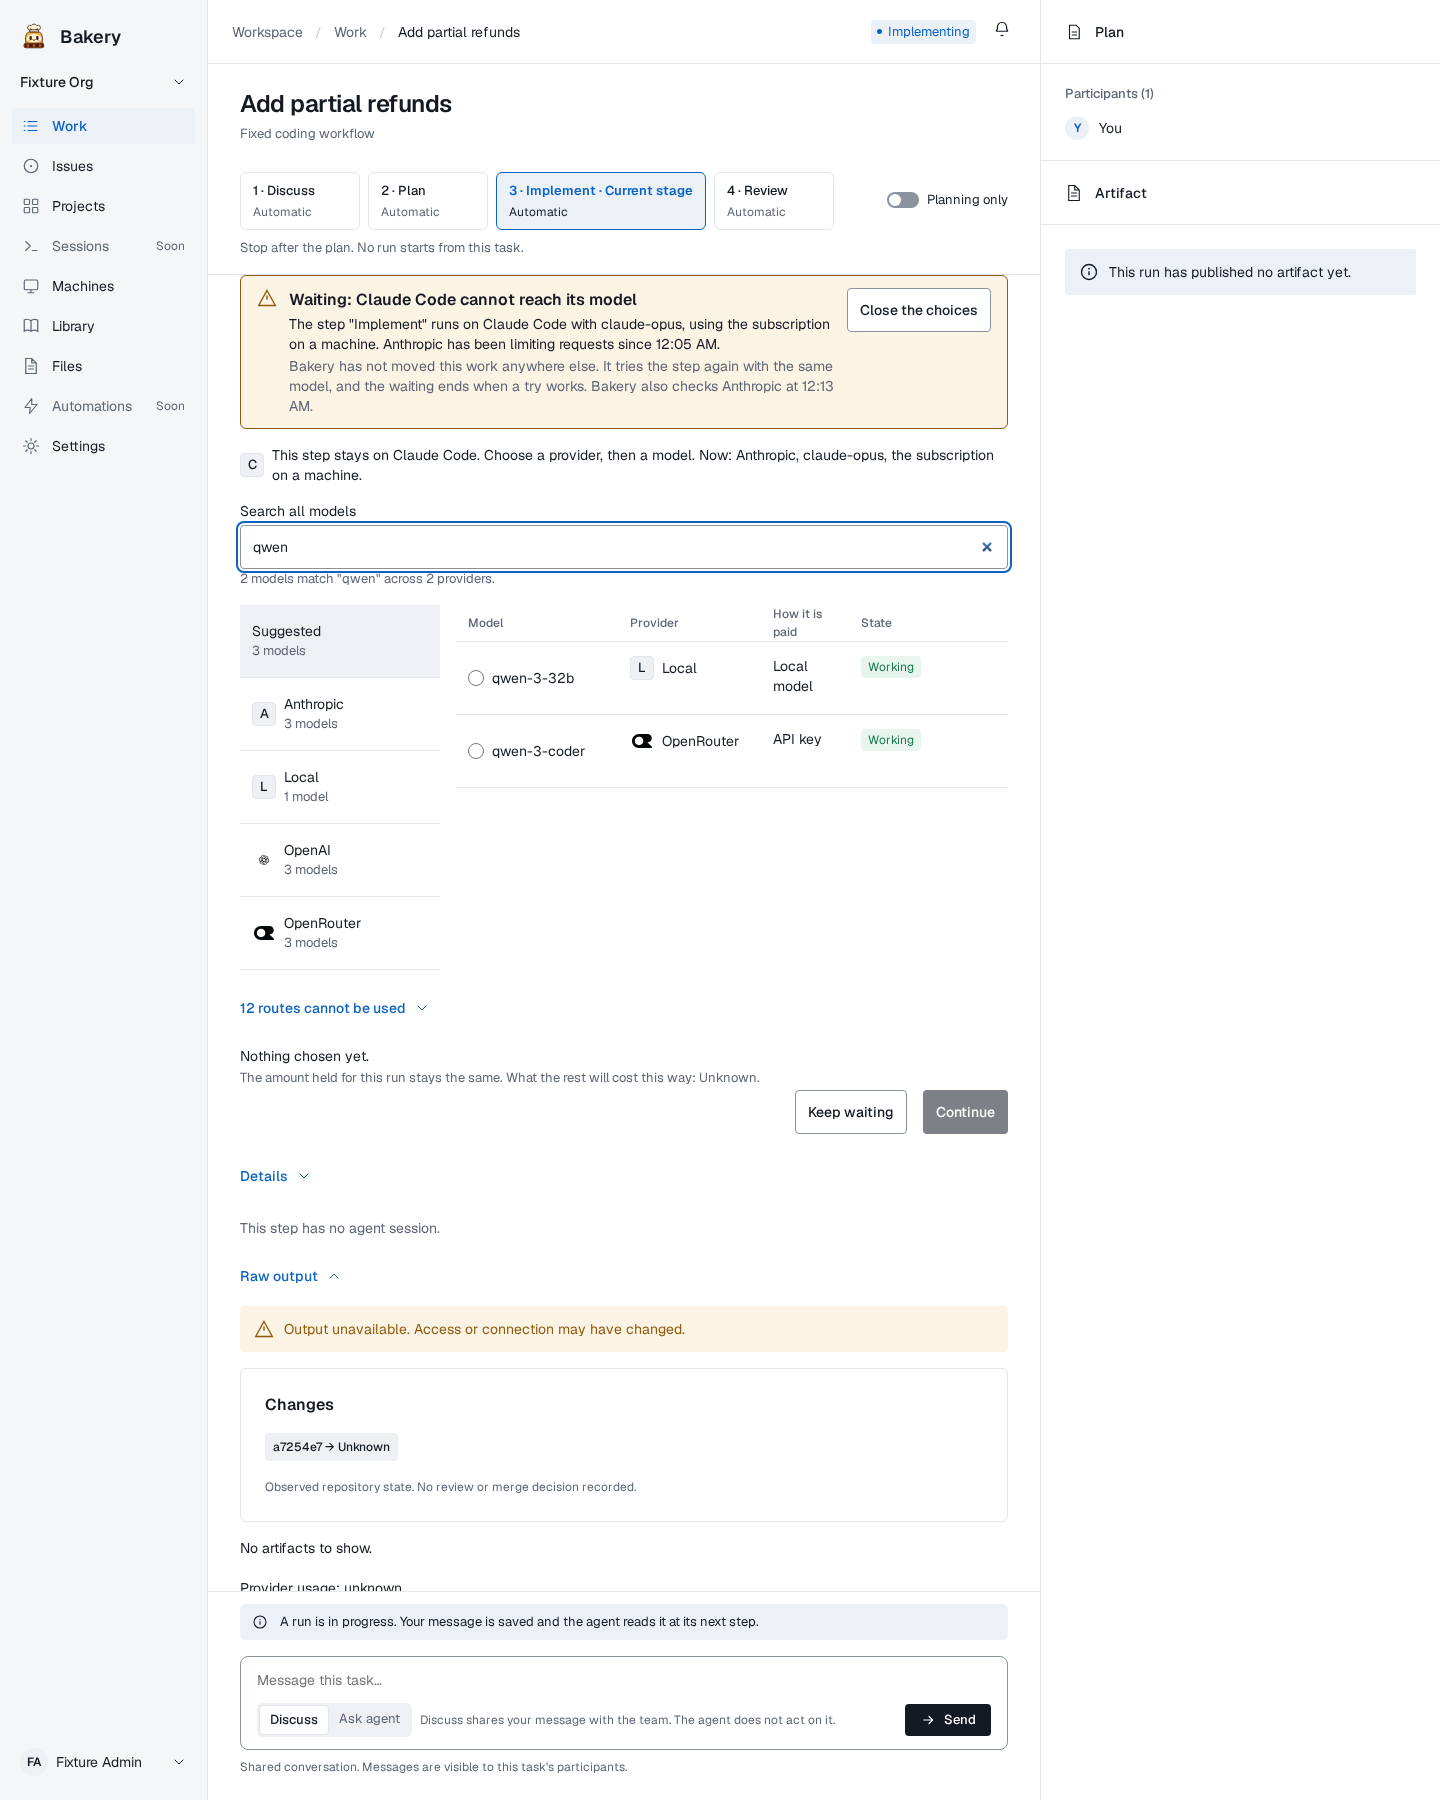 Bakery
Fixture Org
Work
Issues
Projects
Sessions Soon
Machines
Library
Files
Automations Soon
Settings
FA Fixture Admin
Workspace / Work / Add partial refunds
Implementing
Add partial refunds
Fixed coding workflow
1 · Discuss
Automatic
2 · Plan
Automatic
3 · Implement · Current stage
Automatic
4 · Review
Automatic
Planning only
Stop after the plan. No run starts from this task.
Waiting: Claude Code cannot reach its model
The step "Implement" runs on Claude Code with claude-opus, using the subscription
on a machine. Anthropic has been limiting requests since 12:05 AM.
Bakery has not moved this work anywhere else. It tries the step again with the same
model, and the waiting ends when a try works. Bakery also checks Anthropic at 12:13
AM.
Close the choices
C
This step stays on Claude Code. Choose a provider, then a model. Now: Anthropic, claude-opus, the subscription
on a machine.
Search all models
qwen
2 models match "qwen" across 2 providers.
Suggested
3 models
A
Anthropic
3 models
L
Local
1 model
OpenAI
3 models
OpenRouter
3 models
Model Provider How it is
paid State
qwen-3-32b L Local Local
model Working
qwen-3-coder OpenRouter API key Working
12 routes cannot be used
Nothing chosen yet.
The amount held for this run stays the same. What the rest will cost this way: Unknown.
Keep waiting Continue
Details
This step has no agent session.
Raw output
Output unavailable. Access or connection may have changed.
Changes
a7254e7 → Unknown
Observed repository state. No review or merge decision recorded.
No artifacts to show.
Provider usage: unknown
A run is in progress. Your message is saved and the agent reads it at its next step.
Message this task…
Discuss Ask agent Discuss shares your message with the team. The agent does not act on it.
→ Send
Shared conversation. Messages are visible to this task's participants.
Plan
Participants (1)
Y You
Artifact
This run has published no artifact yet.